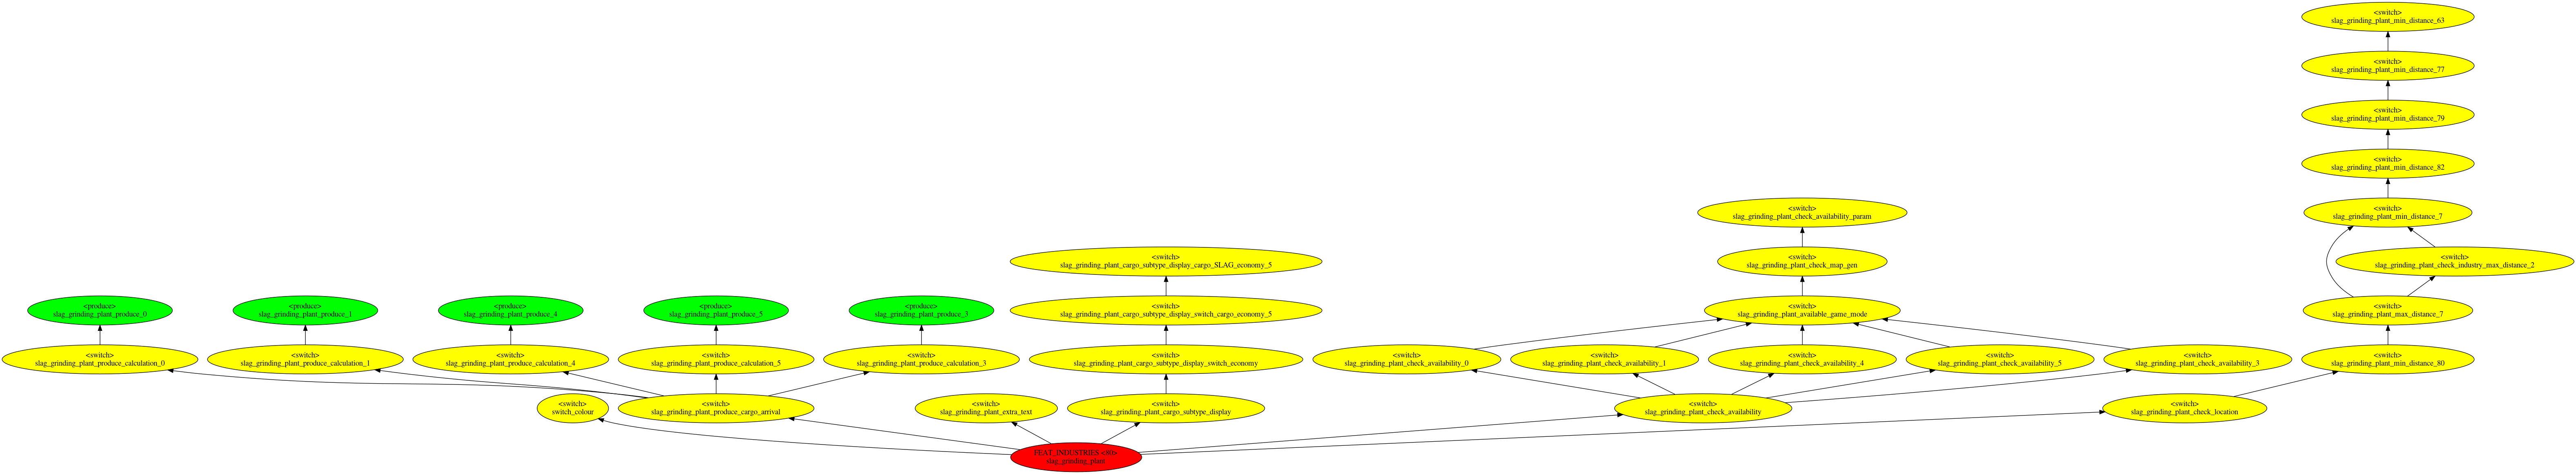 <switch>
slag_grinding_plant_min_distance_63
<switch>
slag_grinding_plant_min_distance_77
<switch>
slag_grinding_plant_min_distance_79
<switch>
slag_grinding_plant_min_distance_82
<switch>
slag_grinding_plant_check_availability_param
<switch>
slag_grinding_plant_min_distance_7
<switch>
slag_grinding_plant_cargo_subtype_display_cargo_SLAG_economy_5
<switch>
slag_grinding_plant_check_map_gen
<switch>
slag_grinding_plant_check_industry_max_distance_2
<produce>
slag_grinding_plant_produce_0
<produce>
slag_grinding_plant_produce_1
<produce>
slag_grinding_plant_produce_4
<produce>
slag_grinding_plant_produce_5
<produce>
slag_grinding_plant_produce_3
<switch>
slag_grinding_plant_cargo_subtype_display_switch_cargo_economy_5
<switch>
slag_grinding_plant_available_game_mode
<switch>
slag_grinding_plant_max_distance_7
<switch>
slag_grinding_plant_produce_calculation_0
<switch>
slag_grinding_plant_produce_calculation_1
<switch>
slag_grinding_plant_produce_calculation_4
<switch>
slag_grinding_plant_produce_calculation_5
<switch>
slag_grinding_plant_produce_calculation_3
<switch>
slag_grinding_plant_cargo_subtype_display_switch_economy
<switch>
slag_grinding_plant_check_availability_0
<switch>
slag_grinding_plant_check_availability_1
<switch>
slag_grinding_plant_check_availability_4
<switch>
slag_grinding_plant_check_availability_5
<switch>
slag_grinding_plant_check_availability_3
<switch>
slag_grinding_plant_min_distance_80
<switch>
switch_colour
<switch>
slag_grinding_plant_produce_cargo_arrival
<switch>
slag_grinding_plant_extra_text
<switch>
slag_grinding_plant_cargo_subtype_display
<switch>
slag_grinding_plant_check_availability
<switch>
slag_grinding_plant_check_location
FEAT_INDUSTRIES <80>
slag_grinding_plant